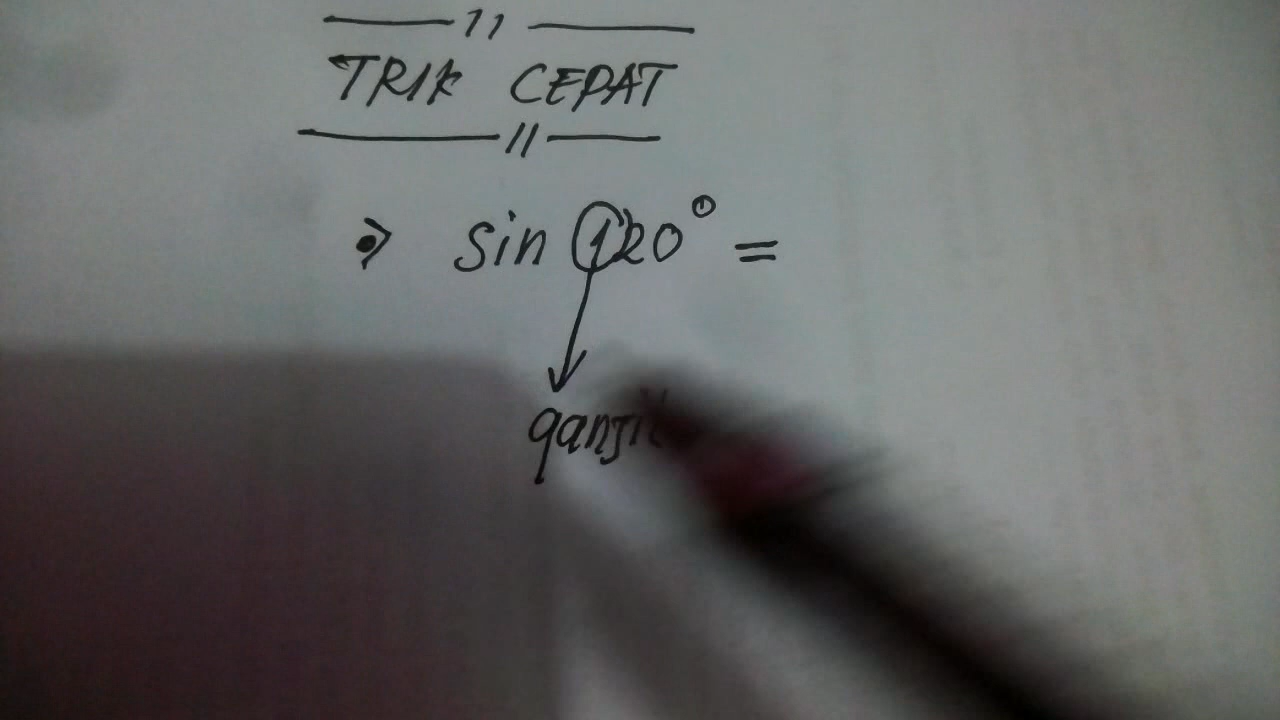 TRIK CEPAT
sin 120° =